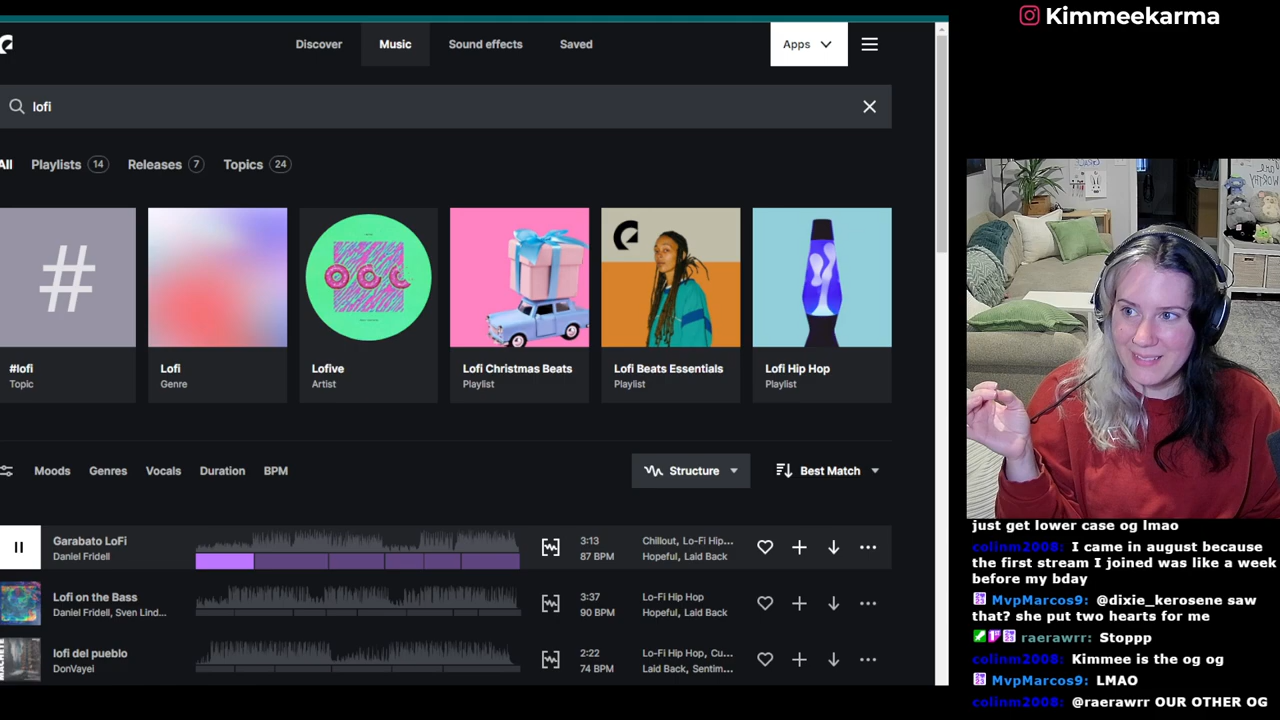 Kimmeekarma
Discover Music Sound effects Saved Apps
lofi
All Playlists 14 Releases 7 Topics 24
#
OCL
#lofi
Topic
Lofi
Genre
Lofive
Artist
Lofi Christmas Beats
Playlist
Lofi Beats Essentials
Playlist
Lofi Hip Hop
Playlist
Moods Genres Vocals Duration BPM Structure Best Match
Garabato LoFi
Daniel Fridell
3:13
87 BPM
Chillout, Lo-Fi Hip...
Hopeful, Laid Back
Lofi on the Bass
Daniel Fridell, Sven Lind...
3:37
90 BPM
Lo-Fi Hip Hop
Hopeful, Laid Back
lofi del pueblo
DonVayei
2:22
74 BPM
Lo-Fi Hip Hop, Cu...
Laid Back, Sentim...
just get lower case og lmao
colinm2008: I came in august because
the first stream I joined was like a week
before my bday
MvpMarcos9: @dixie_kerosene saw
that? she put two hearts for me
raerawrr: Stoppp
colinm2008: Kimmee is the og og
MvpMarcos9: LMAO
colinm2008: @raerawrr OUR OTHER OG